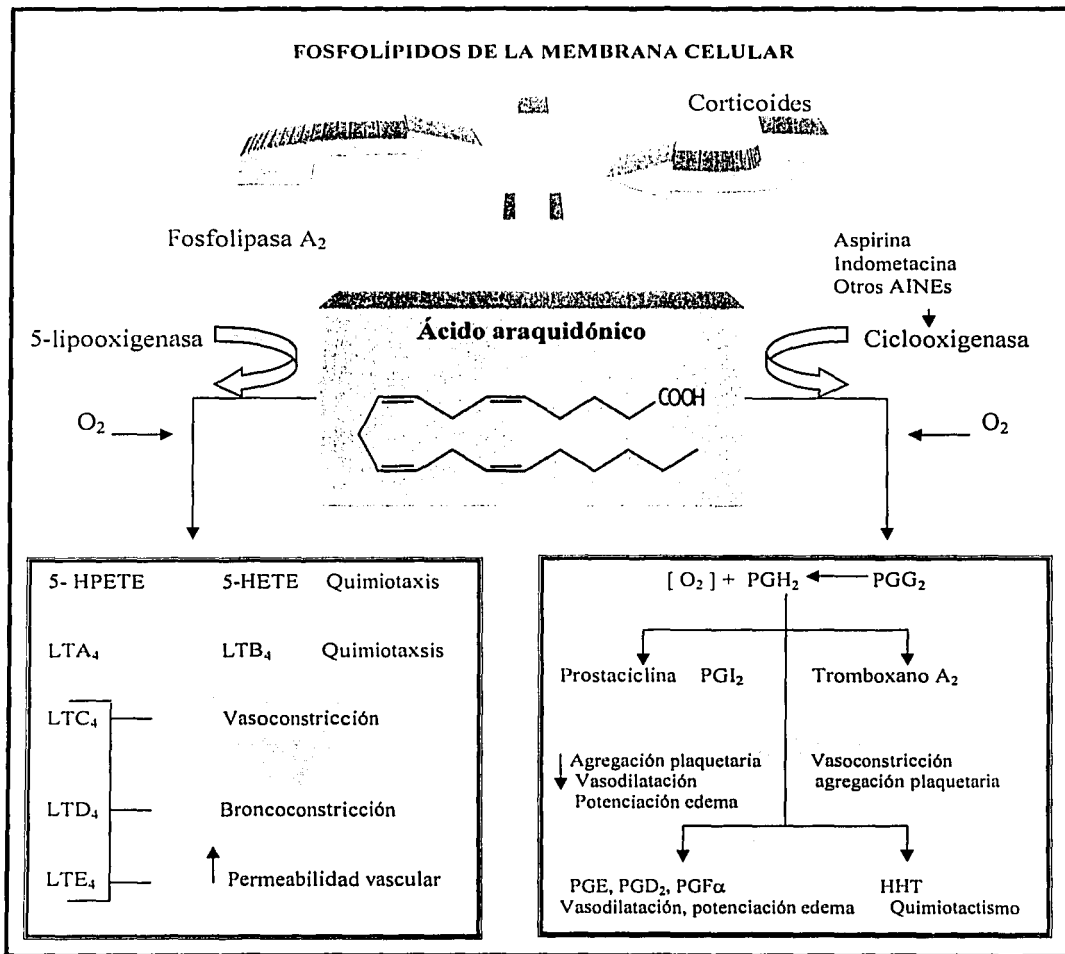 FOSFOLÍPIDOS DE LA MEMBRANA CELULAR
Corticoides
Fosfolipasa A₂
Aspirina
Indometacina
Otros AINEs
5-lipooxigenasa
Ácido araquidónico
Ciclooxigenasa
COOH
O₂
O₂
5- HPETE 5-HETE Quimiotaxis
LTA₄ LTB₄ Quimiotaxsis
LTC₄ Vasoconstricción
LTD₄ Broncoconstricción
LTE₄ Permeabilidad vascular
[ O₂ ] + PGH₂ PGG₂
Prostaciclina PGI₂
Tromboxano A₂
Agregación plaquetaria
Vasodilatación
Potenciación edema
Vasoconstricción
agregación plaquetaria
PGE, PGD₂, PGFα
Vasodilatación, potenciación edema
HHT
Quimiotactismo